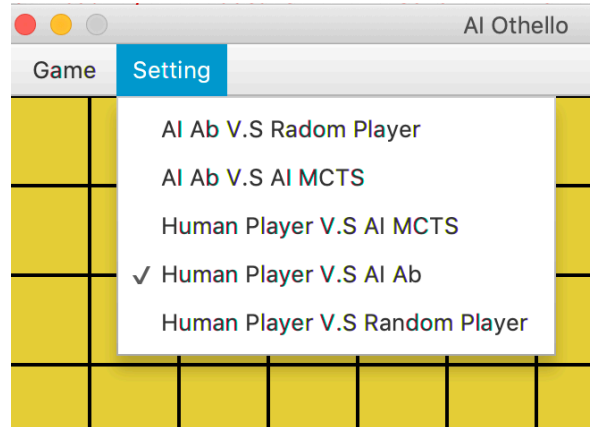 AI Othello
Game Setting
AI Ab V.S Radom Player
AI Ab V.S AI MCTS
Human Player V.S AI MCTS
✓ Human Player V.S AI Ab
Human Player V.S Random Player